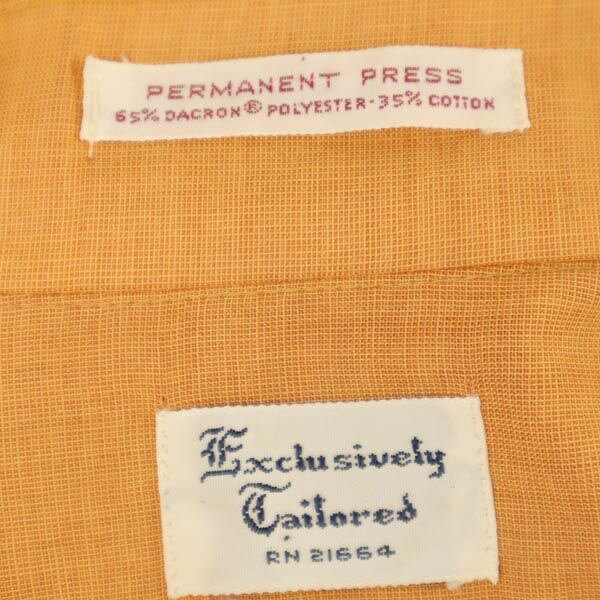 PERMANENT PRESS
65% DACRON® POLYESTER-35% COTTON
Exclusively
Tailored
RN 21664